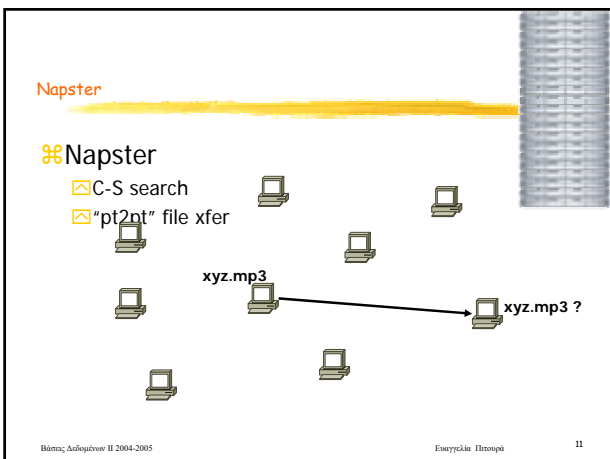 Napster
⌘Napster
C-S search
"pt2pt" file xfer
xyz.mp3
xyz.mp3 ?
Βάσεις Δεδομένων II 2004-2005
Ευαγγελία Πιτουρά
11